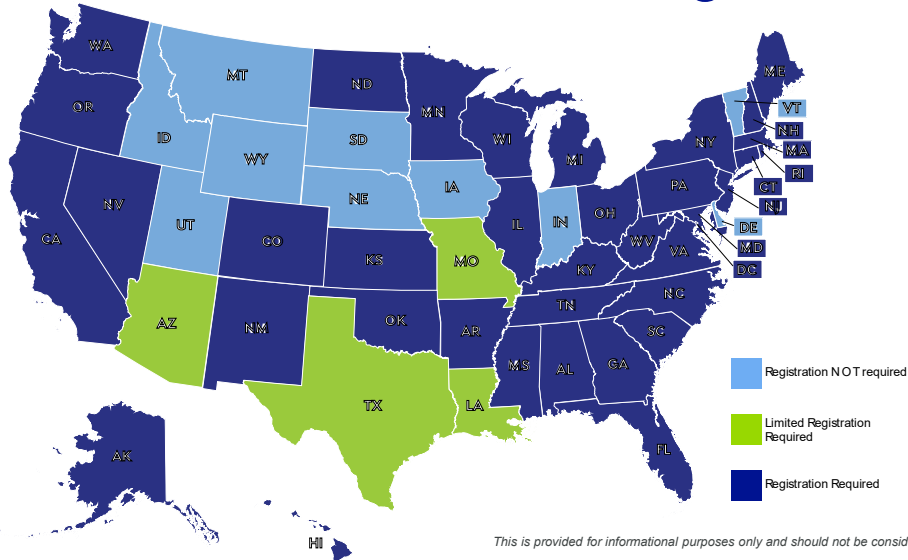 WA
MT
ND
ME
OR
MN
VT
ID
SD
WI
NH
NY
MA
WY
MI
RI
IA
PA
CT
NE
NV
NJ
OH
UT
IL
IN
DE
CA
CO
WV
MD
VA
KS
MO
DC
KY
NC
AZ
OK
TN
NM
AR
SC
MS
AL
GA
TX
LA
Registration NOT required
Limited Registration
Required
FL
AK
Registration Required
HI
This is provided for informational purposes only and should not be consid